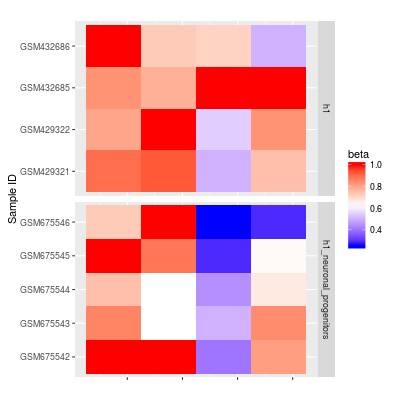 GSM432686
GSM432685
GSM429322
GSM429321
h1
GSM675546
GSM675545
GSM675544
GSM675543
GSM675542
h1_neuronal_progenitors
Sample ID
beta
1.0
0.8
0.6
0.4